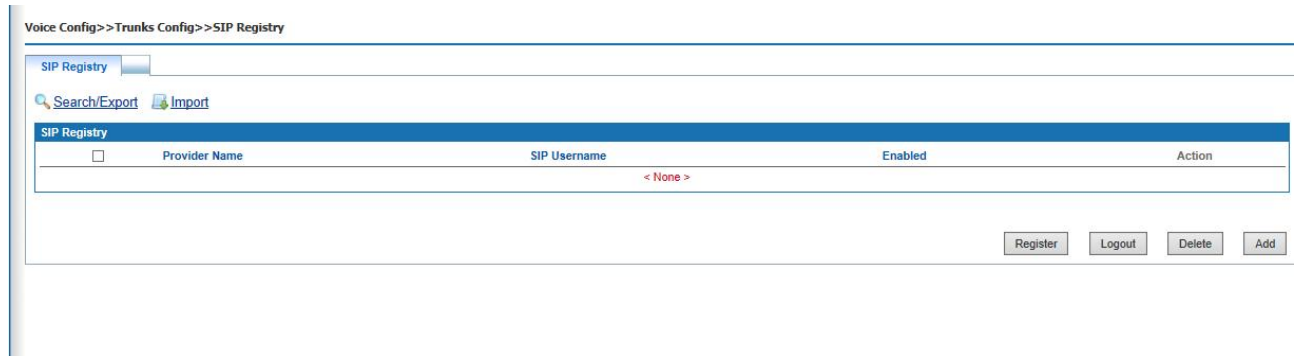 Voice Config>>Trunks Config>>SIP Registry
SIP Registry
Search/Export Import
SIP Registry
Provider Name SIP Username Enabled Action
< None >
Register Logout Delete Add